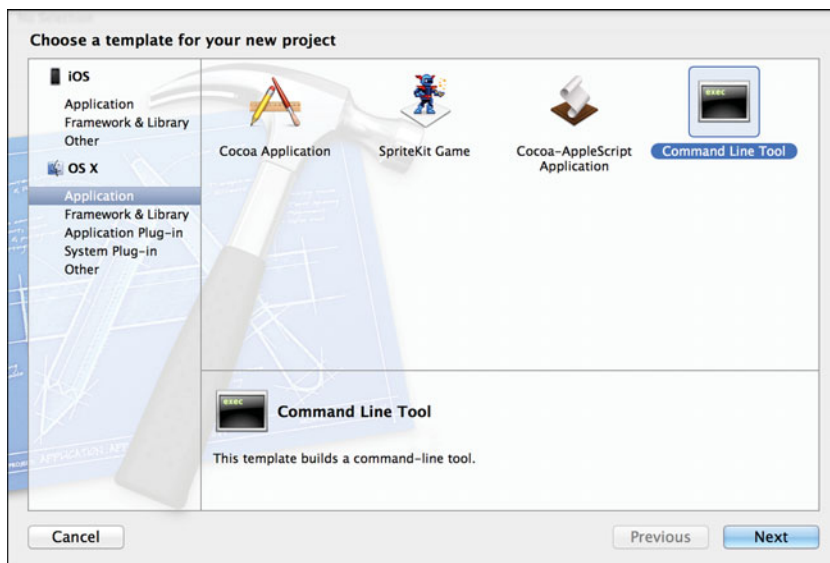 Choose a template for your new project
iOS
Application
Framework & Library
Other
OS X
Application
Framework & Library
Application Plug-in
System Plug-in
Other
Cocoa Application
SpriteKit Game
Cocoa-AppleScript
Application
exec
Command Line Tool
exec
Command Line Tool
This template builds a command-line tool.
Cancel
Previous
Next